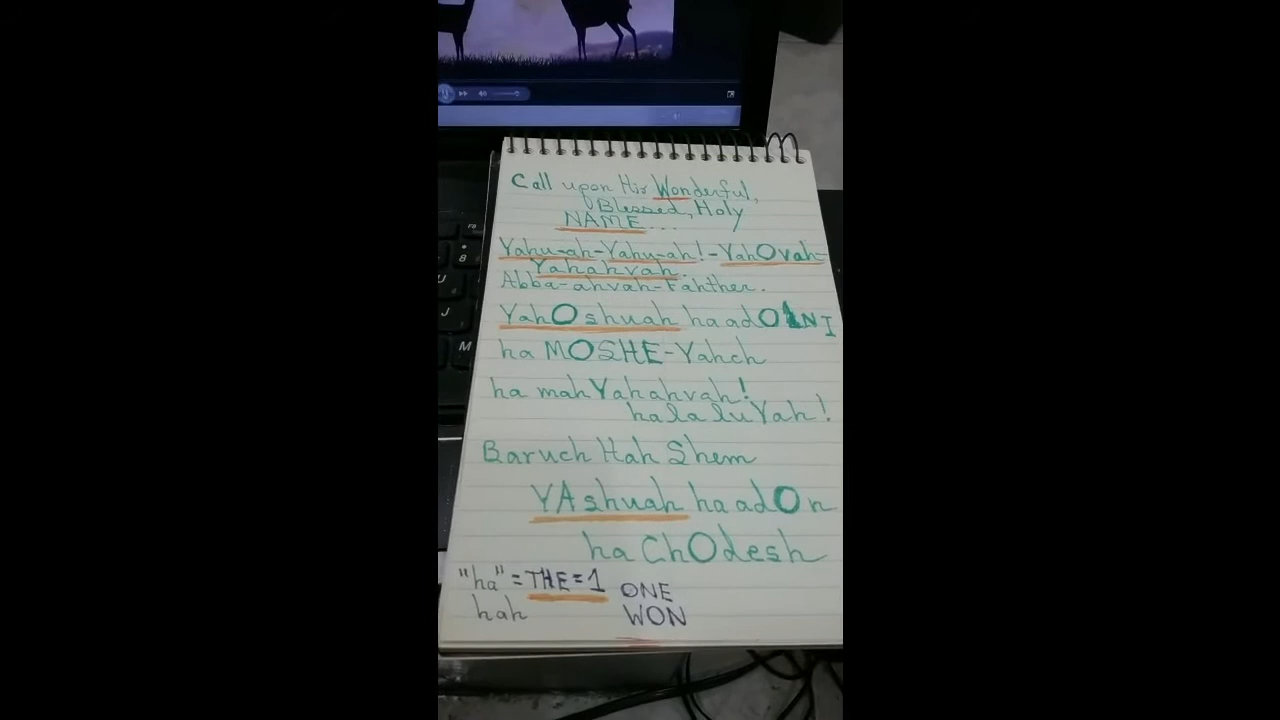 Call upon His Wonderful,
Blessed, Holy
NAME...
Yahu-ah-Yahu-ah!-YahOvah-
Yahahvah.
Abba-ahvah-Fahther.
YahOshuah ha adONI
ha MOSHE-Yahch
ha mahYahahvah!
halaluYah!
Baruch Hah Shem
YAshuah ha adOn
ha ChOdesh
"ha"=THE=1 ONE
hah WON